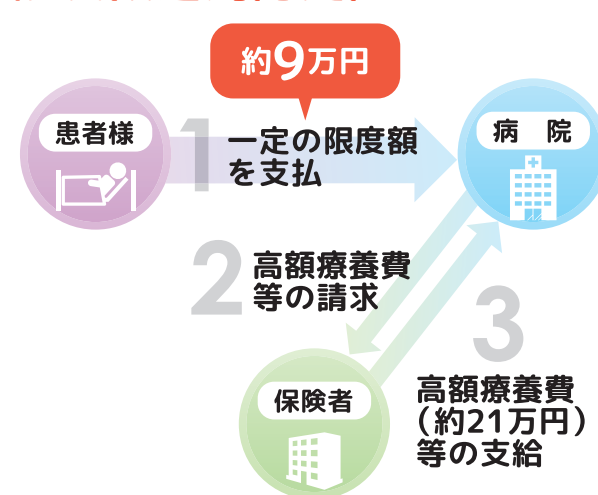 約9万円
患者様
1
一定の限度額
を支払
病 院
2
高額療養費
等の請求
3
保険者
高額療養費
（約21万円）
等の支給